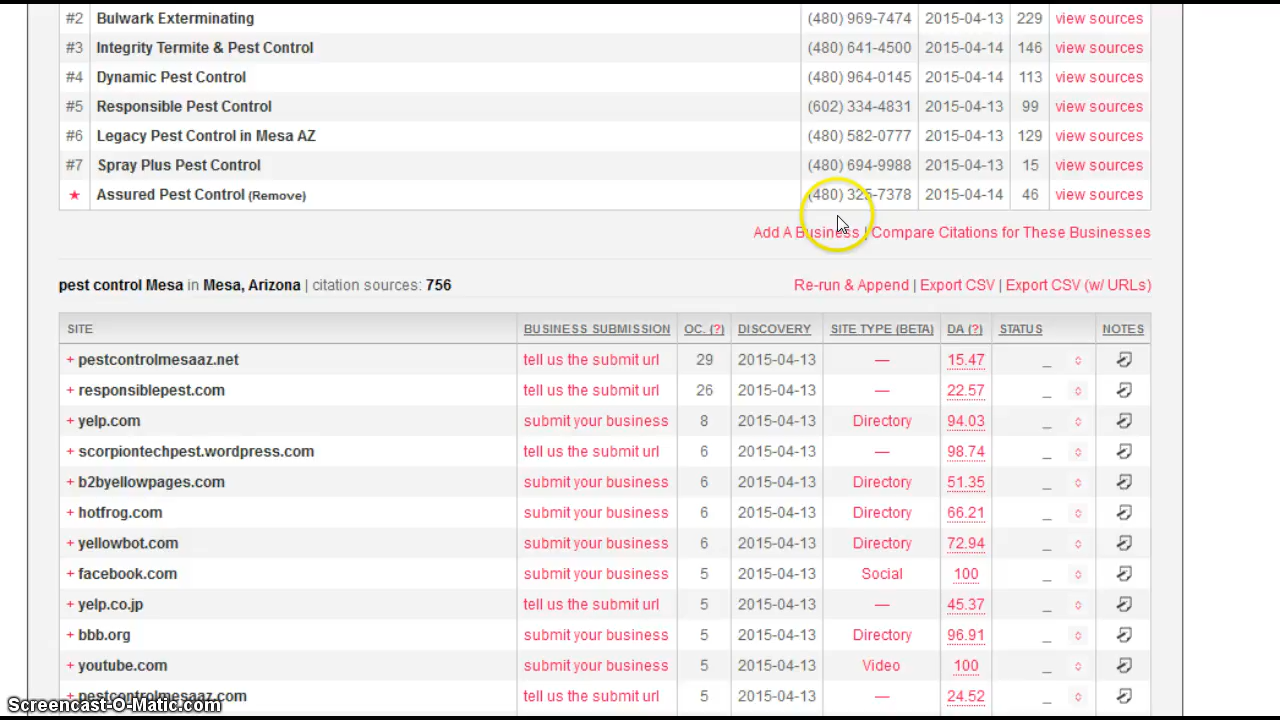 #2 Bulwark Exterminating (480) 969-7474 2015-04-13 229 view sources
#3 Integrity Termite & Pest Control (480) 641-4500 2015-04-14 146 view sources
#4 Dynamic Pest Control (480) 964-0145 2015-04-14 113 view sources
#5 Responsible Pest Control (602) 334-4831 2015-04-13 99 view sources
#6 Legacy Pest Control in Mesa AZ (480) 582-0777 2015-04-13 129 view sources
#7 Spray Plus Pest Control (480) 694-9988 2015-04-13 15 view sources
★ Assured Pest Control (Remove) (480) 325-7378 2015-04-14 46 view sources
Add A Business | Compare Citations for These Businesses
pest control Mesa in Mesa, Arizona | citation sources: 756 Re-run & Append | Export CSV | Export CSV (w/ URLs)
SITE BUSINESS SUBMISSION OC. (?) DISCOVERY SITE TYPE (BETA) DA (?) STATUS NOTES
+ pestcontrolmesaaz.net tell us the submit url 29 2015-04-13 — 15.47 _
+ responsiblepest.com tell us the submit url 26 2015-04-13 — 22.57 _
+ yelp.com submit your business 8 2015-04-13 Directory 94.03 _
+ scorpiontechpest.wordpress.com tell us the submit url 6 2015-04-13 — 98.74 _
+ b2byellowpages.com submit your business 6 2015-04-13 Directory 51.35 _
+ hotfrog.com submit your business 6 2015-04-13 Directory 66.21 _
+ yellowbot.com submit your business 6 2015-04-13 Directory 72.94 _
+ facebook.com submit your business 5 2015-04-13 Social 100 _
+ yelp.co.jp tell us the submit url 5 2015-04-13 — 45.37 _
+ bbb.org submit your business 5 2015-04-13 Directory 96.91 _
+ youtube.com submit your business 5 2015-04-13 Video 100 _
+ pestcontrolmesaaz.com tell us the submit url 5 2015-04-13 — 24.52 _
Screencast-O-Matic.com